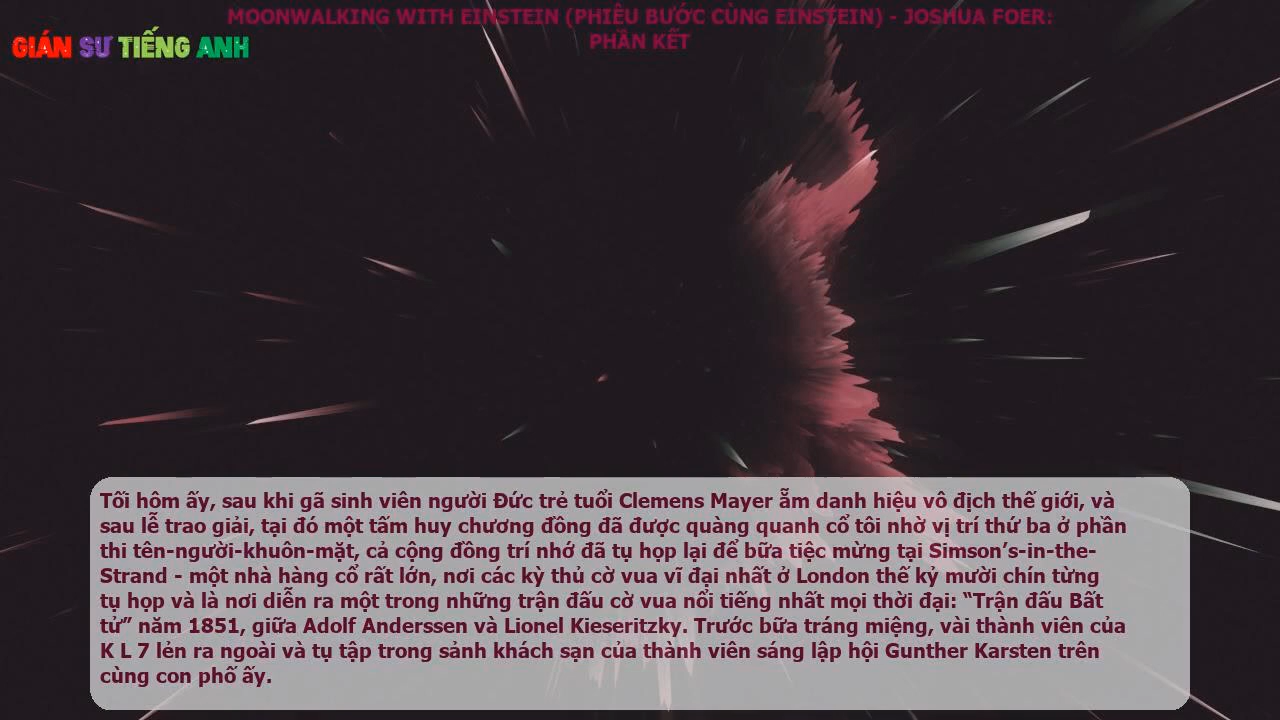 MOONWALKING WITH EINSTEIN (PHIÊU BƯỚC CÙNG EINSTEIN) - JOSHUA FOER:
PHẦN KẾT
GIÁN SƯ TIẾNG ANH
Tối hôm ấy, sau khi gã sinh viên người Đức trẻ tuổi Clemens Mayer ẵm danh hiệu vô địch thế giới, và
sau lễ trao giải, tại đó một tấm huy chương đồng đã được quàng quanh cổ tôi nhờ vị trí thứ ba ở phần
thi tên-người-khuôn-mặt, cả cộng đồng trí nhớ đã tụ họp lại để bữa tiệc mừng tại Simson’s-in-the-
Strand - một nhà hàng cổ rất lớn, nơi các kỳ thủ cờ vua vĩ đại nhất ở London thế kỷ mười chín từng
tụ họp và là nơi diễn ra một trong những trận đấu cờ vua nổi tiếng nhất mọi thời đại: “Trận đấu Bất
tử” năm 1851, giữa Adolf Anderssen và Lionel Kieseritzky. Trước bữa tráng miệng, vài thành viên của
K L 7 lẻn ra ngoài và tụ tập trong sảnh khách sạn của thành viên sáng lập hội Gunther Karsten trên
cùng con phố ấy.